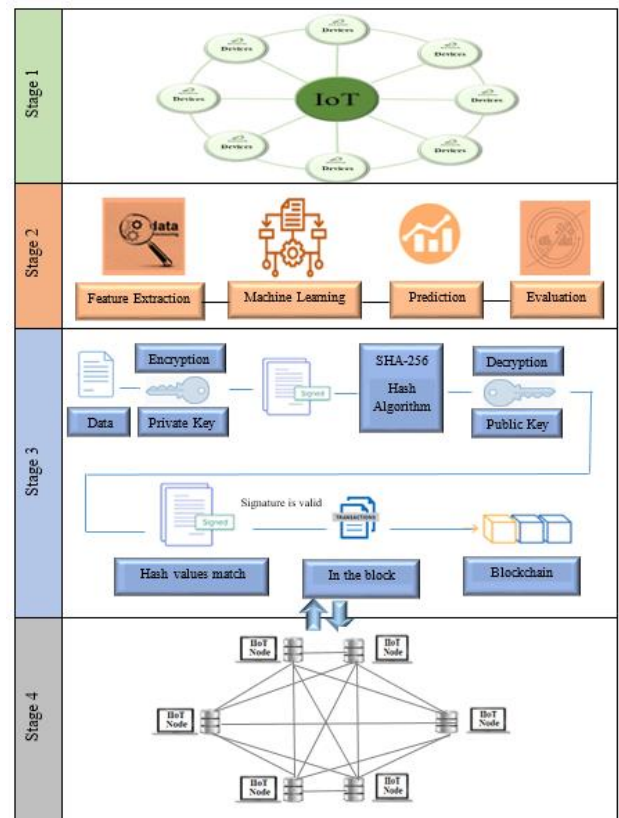 Stage 1
Devices
Devices
Devices
Devices
IoT
Devices
Devices
Devices
Devices
Stage 2
data
Feature Extraction
Machine Learning
Prediction
Evaluation
Stage 3
Encryption
Data
Private Key
Signed
SHA-256
Hash
Algorithm
Decryption
Public Key
Signed
Signature is valid
TRANSACTIONS
Hash values match
In the block
Blockchain
Stage 4
IIoT
Node
IIoT
Node
IIoT
Node
IIoT
Node
IIoT
Node
IIoT
Node